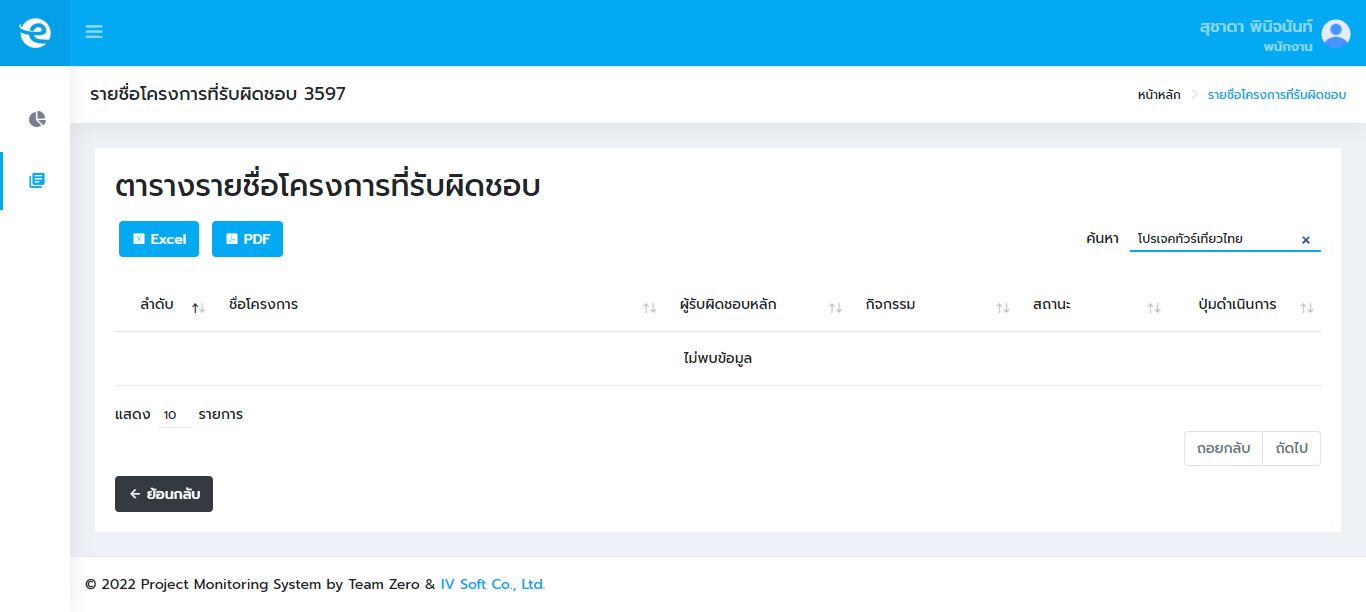 สุชาดา พินิจนันท์
พนักงาน
รายชื่อโครงการที่รับผิดชอบ 3597
หน้าหลัก
รายชื่อโครงการที่รับผิดชอบ
ตารางรายชื่อโครงการที่รับผิดชอบ
Excel PDF
ค้นหา โปรเจคทัวร์เที่ยวไทย ×
ลำดับ ชื่อโครงการ ผู้รับผิดชอบหลัก กิจกรรม สถานะ ปุ่มดำเนินการ
ไม่พบข้อมูล
แสดง 10 รายการ
ถอยกลับ ถัดไป
← ย้อนกลับ
© 2022 Project Monitoring System by Team Zero & IV Soft Co., Ltd.